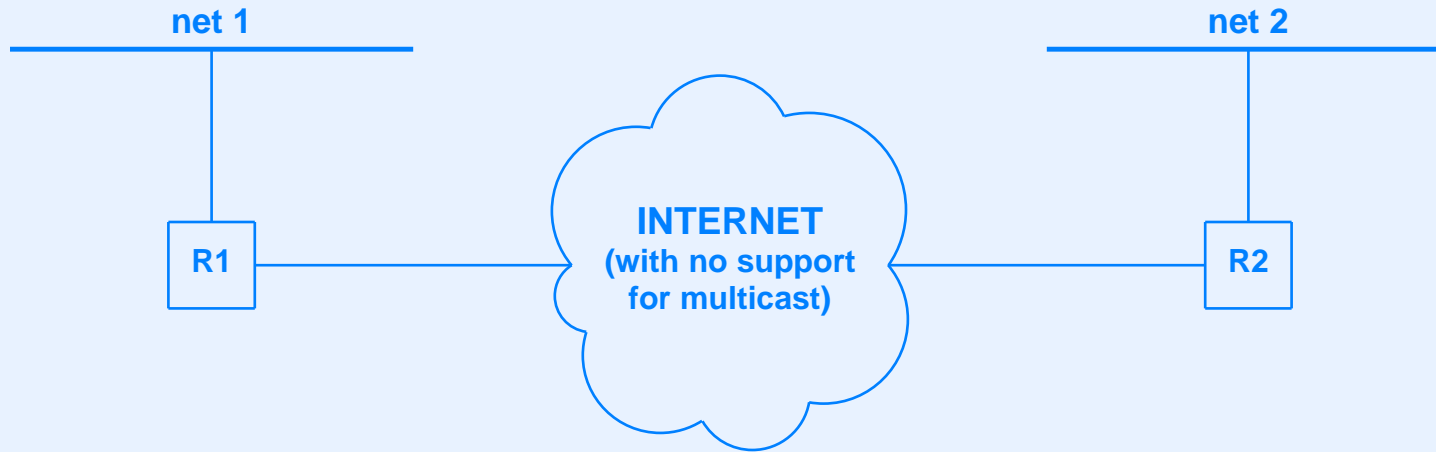 net 1
net 2
INTERNET
(with no support
for multicast)
R1
R2